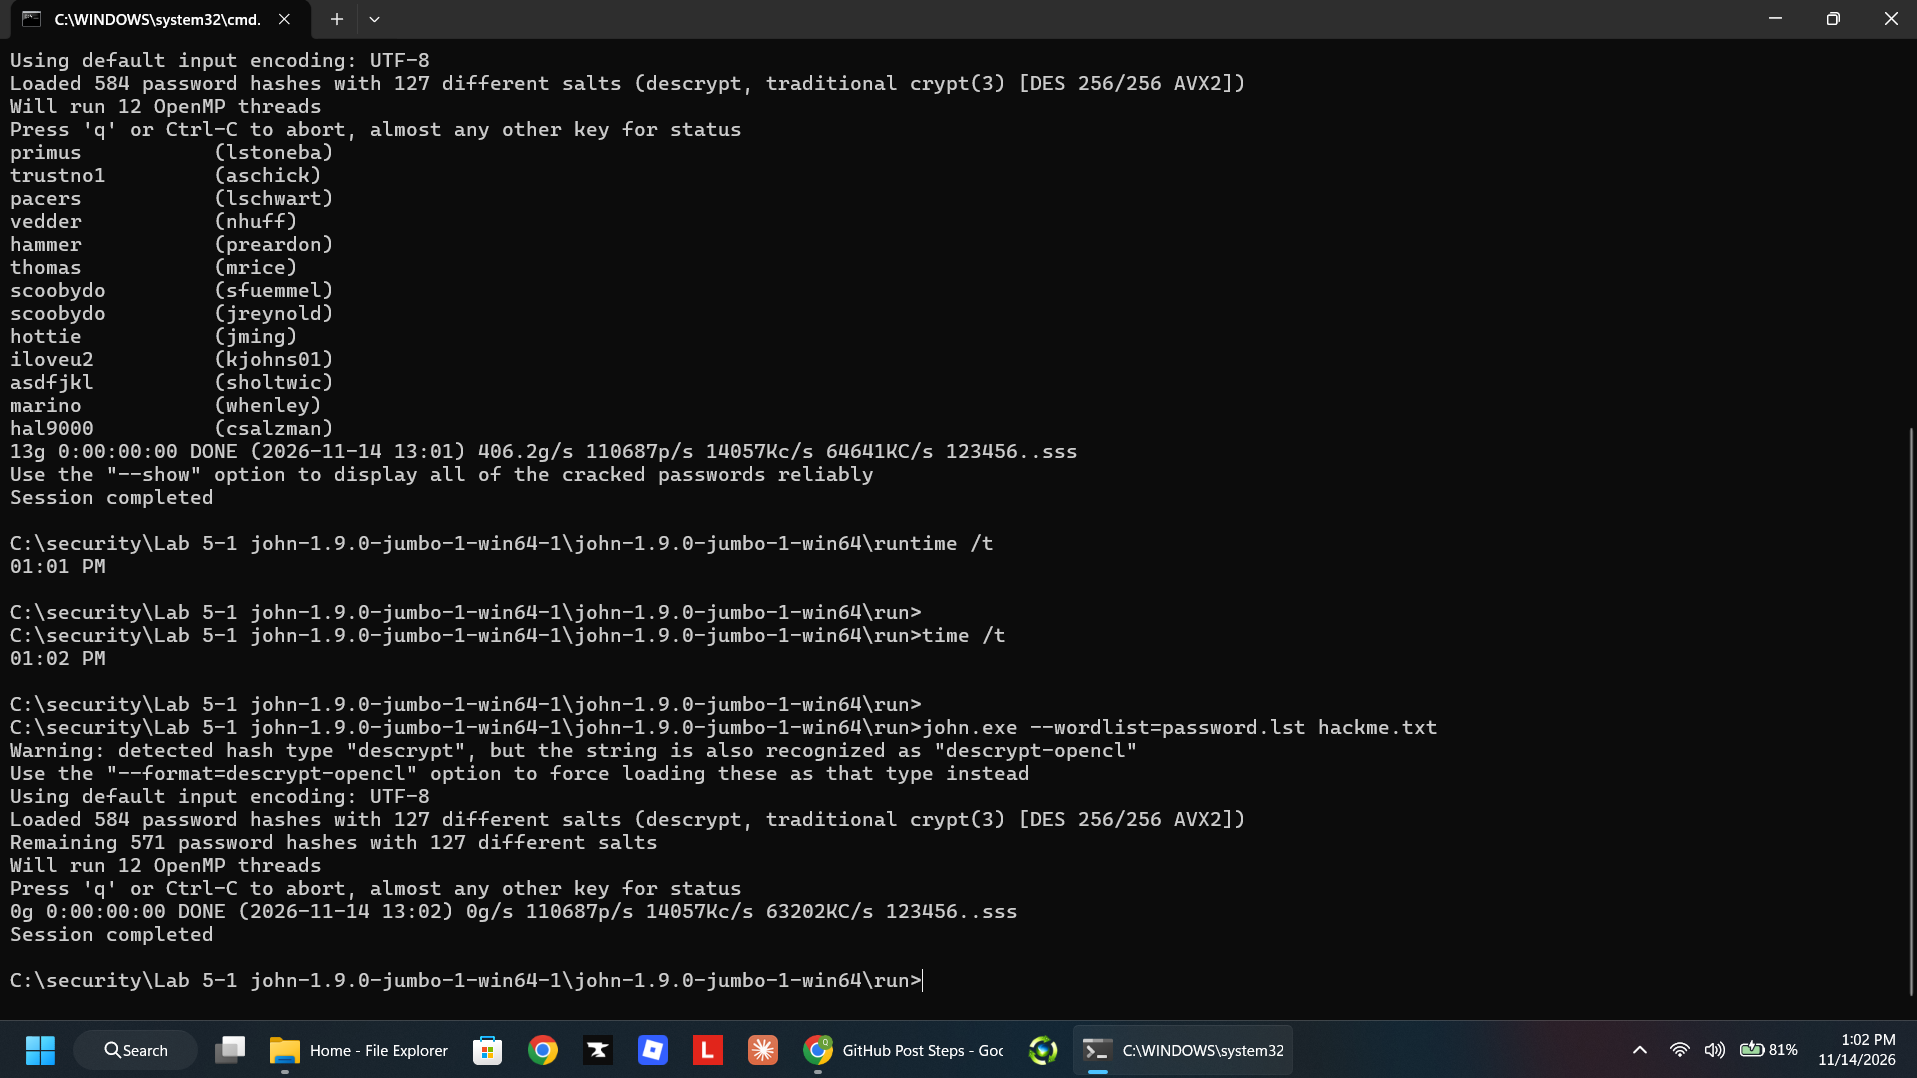 C:\WINDOWS\system32\cmd.
Using default input encoding: UTF-8
Loaded 584 password hashes with 127 different salts (descrypt, traditional crypt(3) [DES 256/256 AVX2])
Will run 12 OpenMP threads
Press 'q' or Ctrl-C to abort, almost any other key for status
primus           (lstoneba)
trustno1         (aschick)
pacers           (lschwart)
vedder           (nhuff)
hammer           (preardon)
thomas           (mrice)
scoobydo         (sfuemmel)
scoobydo         (jreynold)
hottie           (jming)
iloveu2          (kjohns01)
asdfjkl          (sholtwic)
marino           (whenley)
hal9000          (csalzman)
13g 0:00:00:00 DONE (2026-11-14 13:01) 406.2g/s 110687p/s 14057Kc/s 64641KC/s 123456..sss
Use the "--show" option to display all of the cracked passwords reliably
Session completed
C:\security\Lab 5-1 john-1.9.0-jumbo-1-win64-1\john-1.9.0-jumbo-1-win64\runtime /t
01:01 PM
C:\security\Lab 5-1 john-1.9.0-jumbo-1-win64-1\john-1.9.0-jumbo-1-win64\run>
C:\security\Lab 5-1 john-1.9.0-jumbo-1-win64-1\john-1.9.0-jumbo-1-win64\run>time /t
01:02 PM
C:\security\Lab 5-1 john-1.9.0-jumbo-1-win64-1\john-1.9.0-jumbo-1-win64\run>
C:\security\Lab 5-1 john-1.9.0-jumbo-1-win64-1\john-1.9.0-jumbo-1-win64\run>john.exe --wordlist=password.lst hackme.txt
Warning: detected hash type "descrypt", but the string is also recognized as "descrypt-opencl"
Use the "--format=descrypt-opencl" option to force loading these as that type instead
Using default input encoding: UTF-8
Loaded 584 password hashes with 127 different salts (descrypt, traditional crypt(3) [DES 256/256 AVX2])
Remaining 571 password hashes with 127 different salts
Will run 12 OpenMP threads
Press 'q' or Ctrl-C to abort, almost any other key for status
0g 0:00:00:00 DONE (2026-11-14 13:02) 0g/s 110687p/s 14057Kc/s 63202KC/s 123456..sss
Session completed
C:\security\Lab 5-1 john-1.9.0-jumbo-1-win64-1\john-1.9.0-jumbo-1-win64\run>
Search
Home - File Explorer
L
Q
GitHub Post Steps - Goo
C:\WINDOWS\system32
81%
1:02 PM
11/14/2026